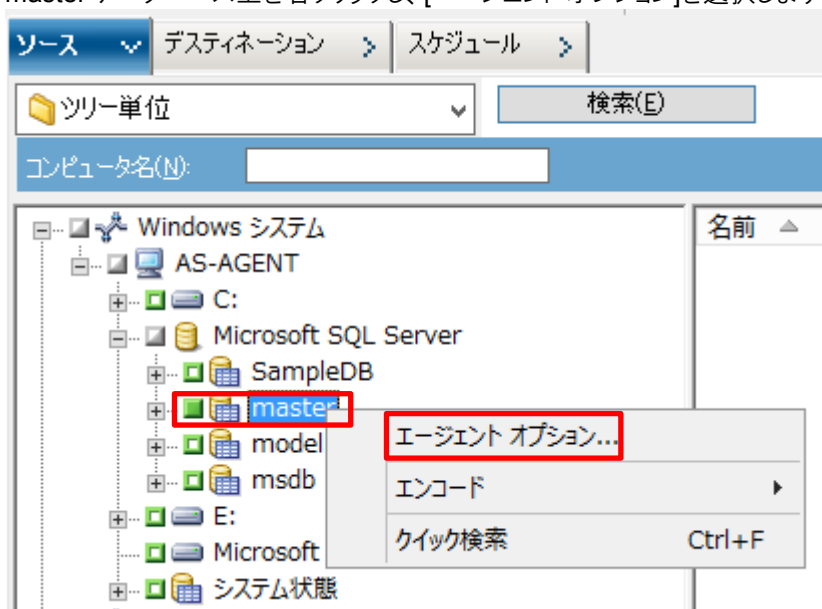 ソース デスティネーション スケジュール
ツリー単位 検索(E)
コンピュータ名(N):
Windows システム 名前
AS-AGENT
C:
Microsoft SQL Server
SampleDB
master
エージェント オプション...
model
msdb エンコード
E:
Microsoft クイック検索 Ctrl+F
システム状態